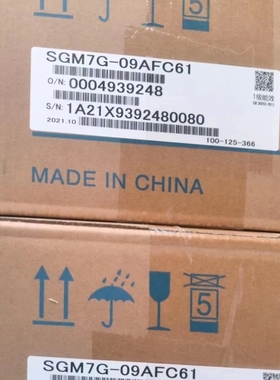 SGM7G-09AFC61
O/N: 0004939248
S/N: 1A21X9392480080
2021.10
100-125-366
MADE IN CHINA
5
SGM7G-09AFC61